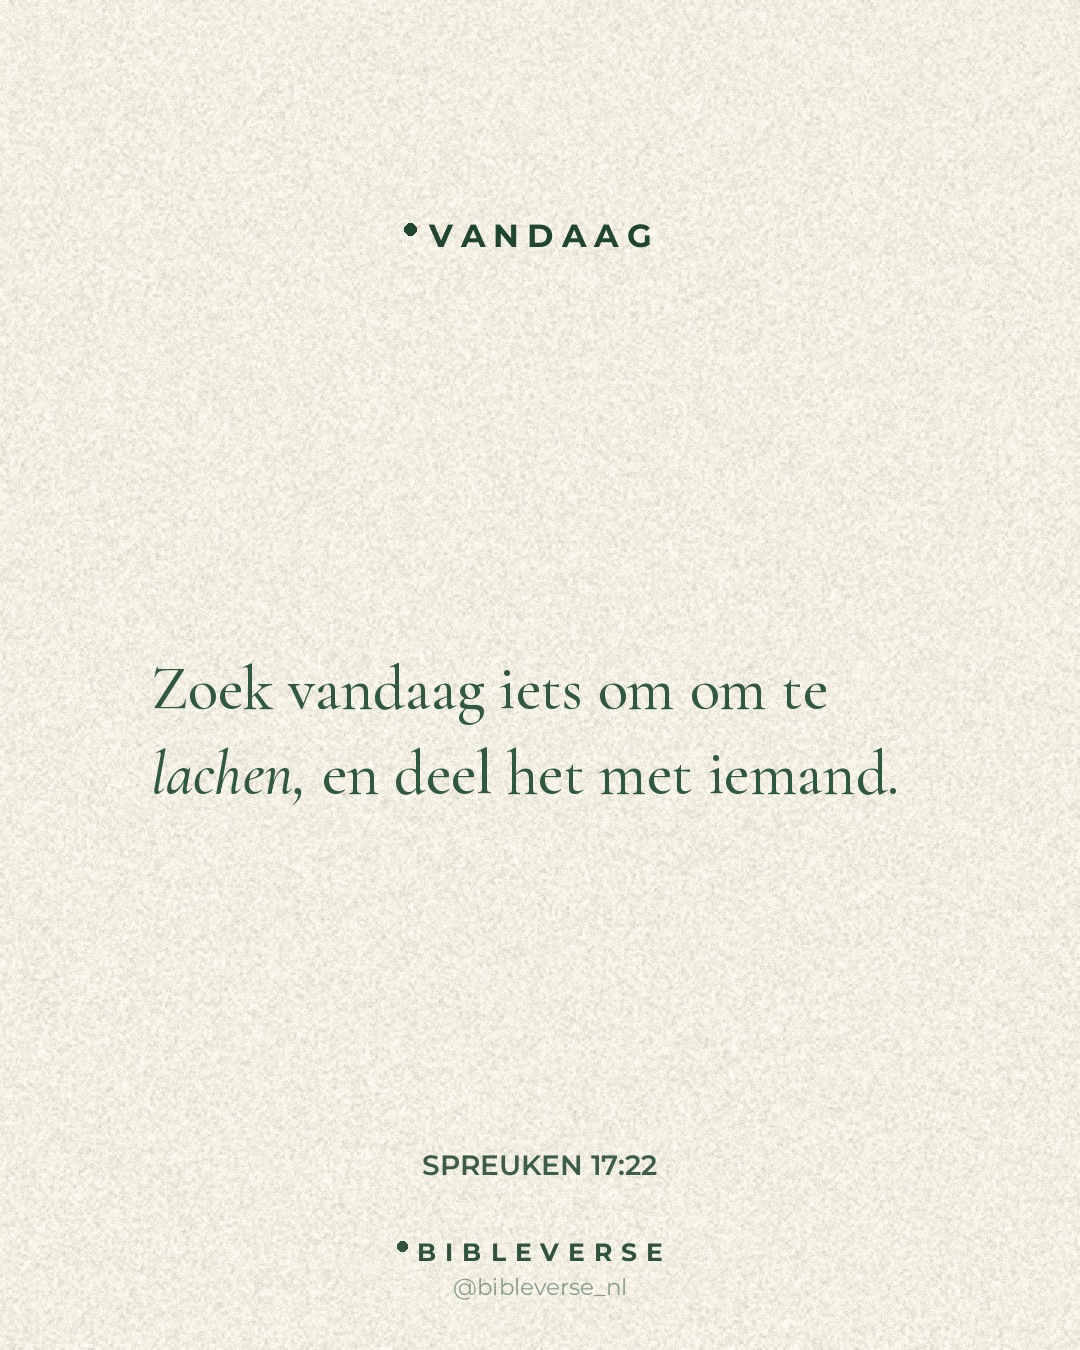 VANDAAG
Zoek vandaag iets om om te
lachen, en deel het met iemand.
SPREUKEN 17:22
BIBLEVERSE
@bibleverse_nl